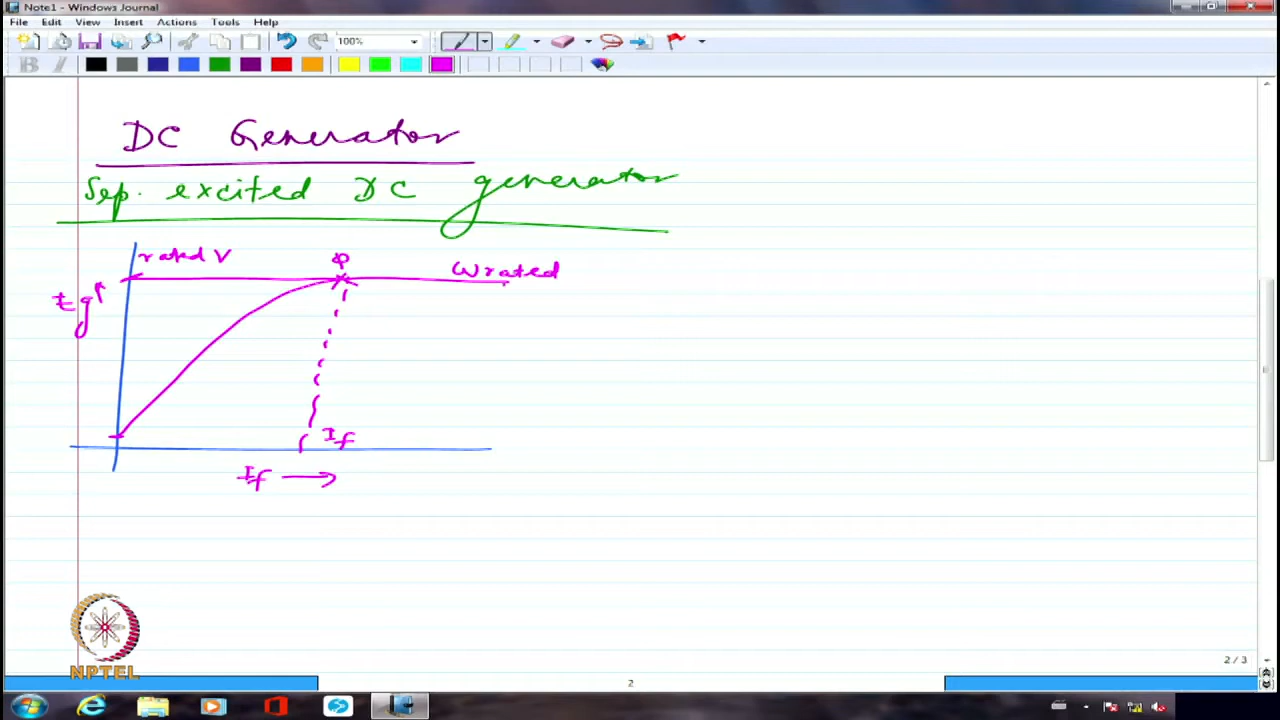 Note1 - Windows Journal
File Edit View Insert Actions Tools Help
100%
B I
DC Generator
Sep. excited DC generator
rated V
φ
ω rated
Eg↑
If
If →
NPTEL
2 / 3
2